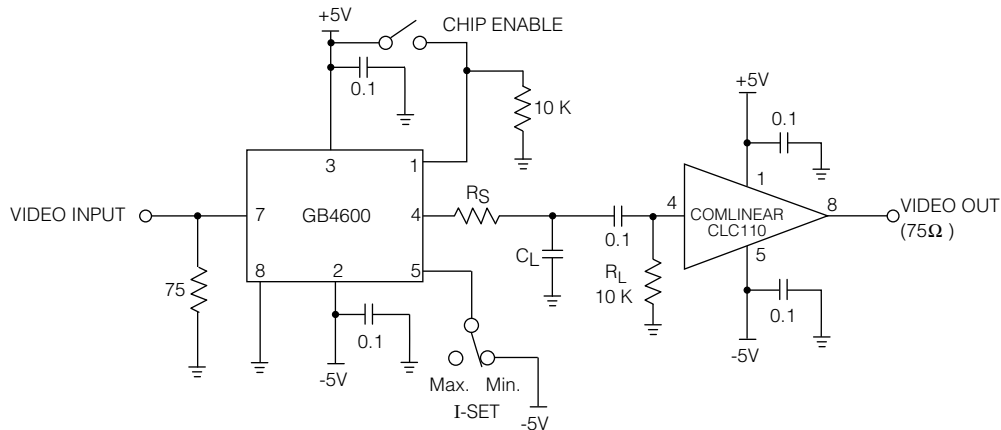 +5V
CHIP ENABLE
0.1
10 K
+5V
0.1
3
1
1
VIDEO INPUT
7
GB4600
4
RS
4
COMLINEAR
CLC110
8
VIDEO OUT
(75Ω )
0.1
CL
RL
10 K
5
75
8
2
5
0.1
0.1
-5V
-5V
Max.
Min.
I-SET
-5V